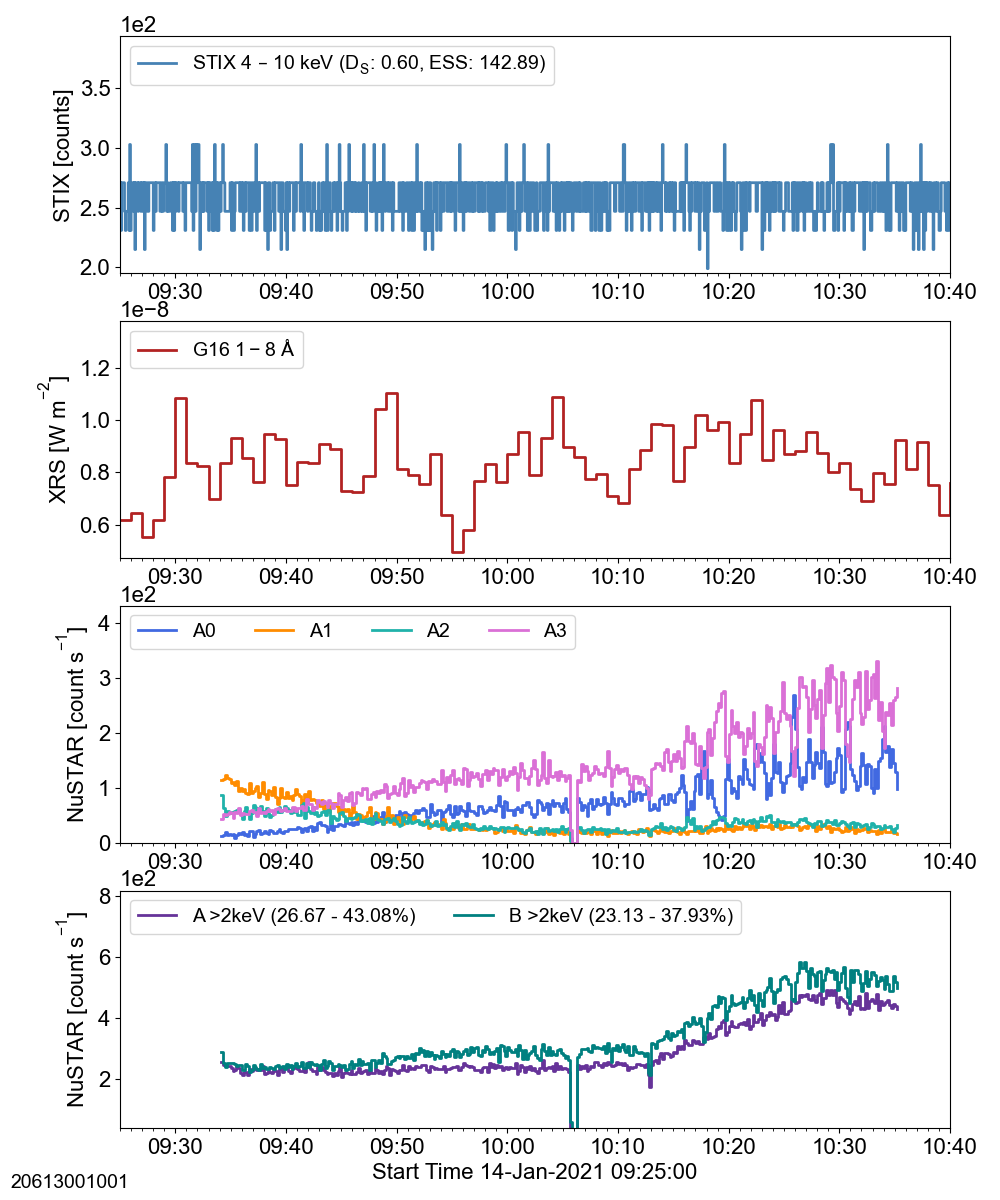 1e2
STIX [counts]
STIX 4 – 10 keV (D_S: 0.60, ESS: 142.89)
3.5
3.0
2.5
2.0
09:30 09:40 09:50 10:00 10:10 10:20 10:30 10:40
1e−8
XRS [W m⁻²]
G16 1 – 8 Å
1.2
1.0
0.8
0.6
09:30 09:40 09:50 10:00 10:10 10:20 10:30 10:40
1e2
NuSTAR [count s⁻¹]
A0 A1 A2 A3
4
3
2
1
0
09:30 09:40 09:50 10:00 10:10 10:20 10:30 10:40
1e2
NuSTAR [count s⁻¹]
A >2keV (26.67 - 43.08%) B >2keV (23.13 - 37.93%)
8
6
4
2
09:30 09:40 09:50 10:00 10:10 10:20 10:30 10:40
Start Time 14-Jan-2021 09:25:00
20613001001